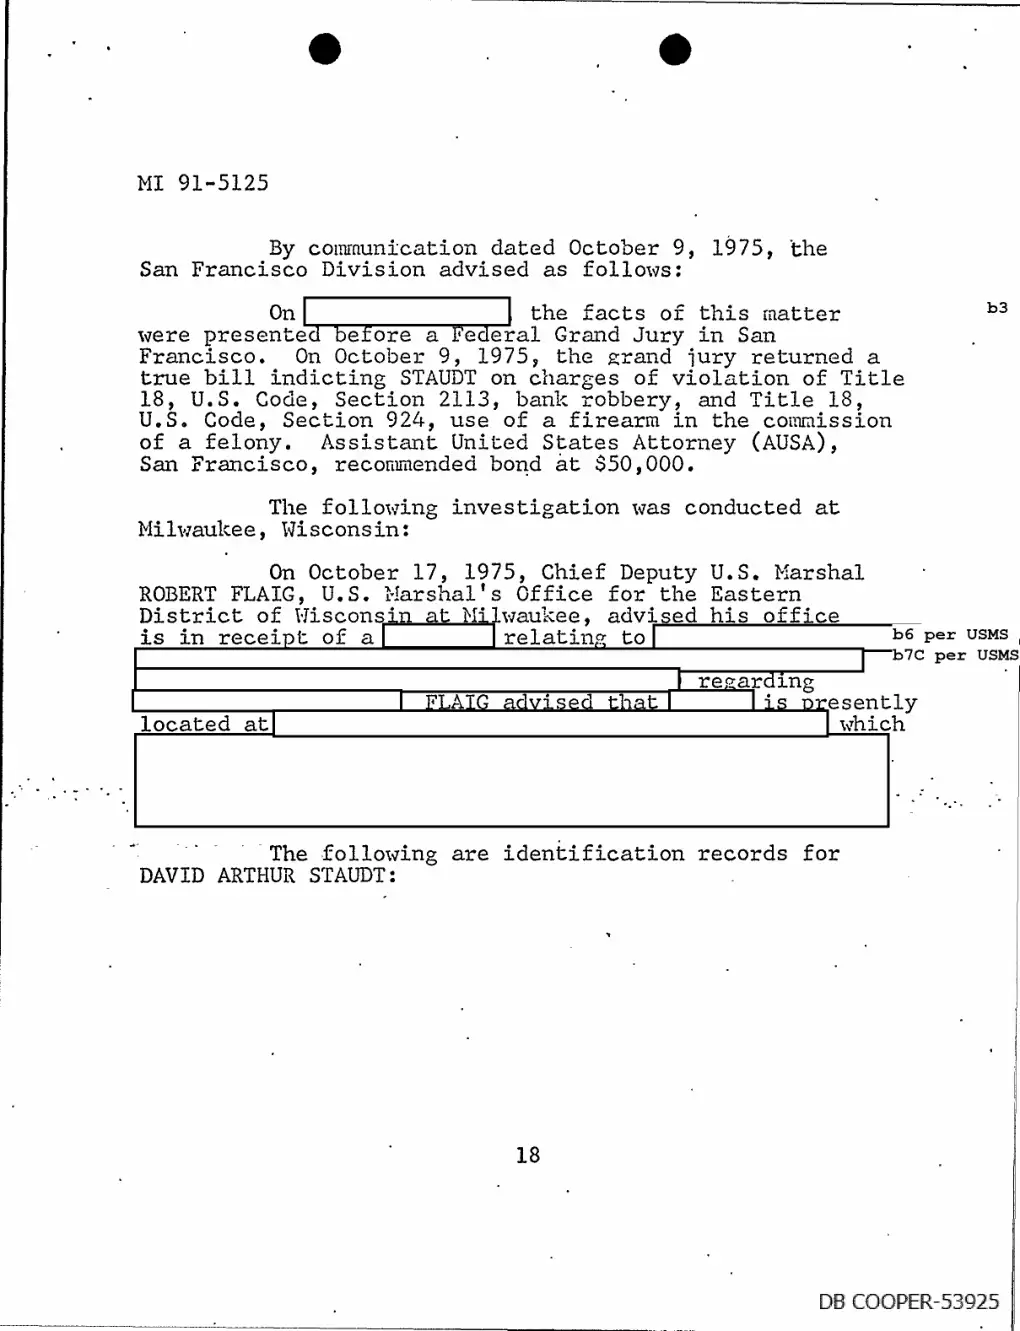 MI 91-5125
By communication dated October 9, 1975, the
San Francisco Division advised as follows:
On the facts of this matter b3
were presented before a Federal Grand Jury in San
Francisco. On October 9, 1975, the grand jury returned a
true bill indicting STAUDT on charges of violation of Title
18, U.S. Code, Section 2113, bank robbery, and Title 18,
U.S. Code, Section 924, use of a firearm in the commission
of a felony. Assistant United States Attorney (AUSA),
San Francisco, recommended bond at $50,000.
The following investigation was conducted at
Milwaukee, Wisconsin:
On October 17, 1975, Chief Deputy U.S. Marshal
ROBERT FLAIG, U.S. Marshal's Office for the Eastern
District of Wisconsin at Milwaukee, advised his office
is in receipt of a relating to b6 per USMS
b7C per USMS
regarding
FLAIG advised that is presently
located at which
The following are identification records for
DAVID ARTHUR STAUDT:
18
DB COOPER-53925